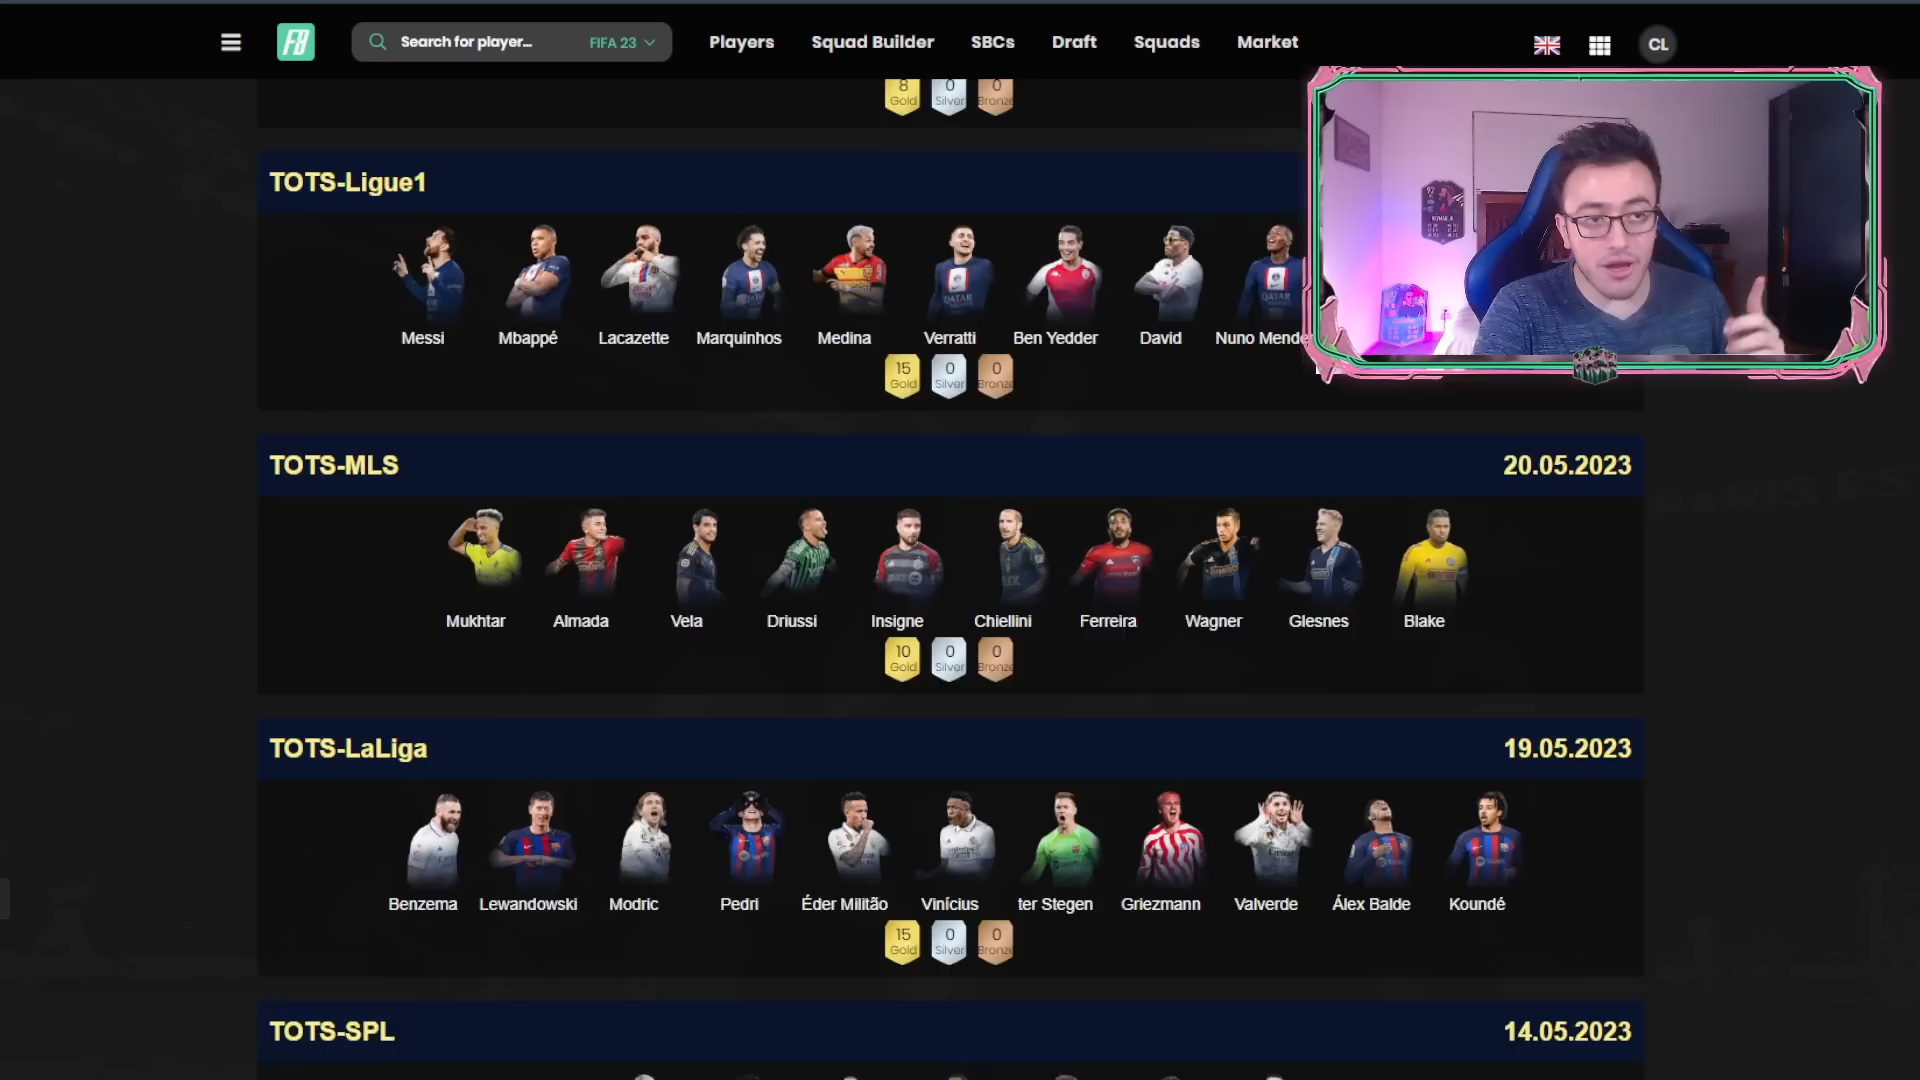 F8 Search for player... FIFA 23 Players Squad Builder SBCs Draft Squads Market CL
8 0 0
Gold Silver Bronze
TOTS-Ligue1
Messi Mbappé Lacazette Marquinhos Medina Verratti Ben Yedder David Nuno Mende
15 0 0
Gold Silver Bronze
TOTS-MLS 20.05.2023
Mukhtar Almada Vela Driussi Insigne Chiellini Ferreira Wagner Glesnes Blake
10 0 0
Gold Silver Bronze
TOTS-LaLiga 19.05.2023
Benzema Lewandowski Modric Pedri Éder Militão Vinícius ter Stegen Griezmann Valverde Álex Balde Koundé
15 0 0
Gold Silver Bronze
TOTS-SPL 14.05.2023